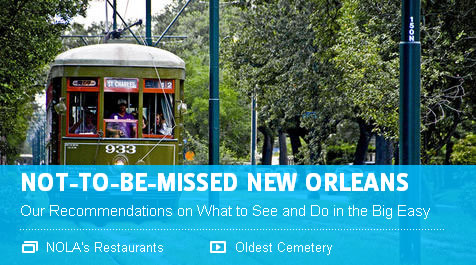 150N
ST. CHARLES
933
NOT-TO-BE-MISSED NEW ORLEANS
Our Recommendations on What to See and Do in the Big Easy
NOLA's Restaurants
Oldest Cemetery